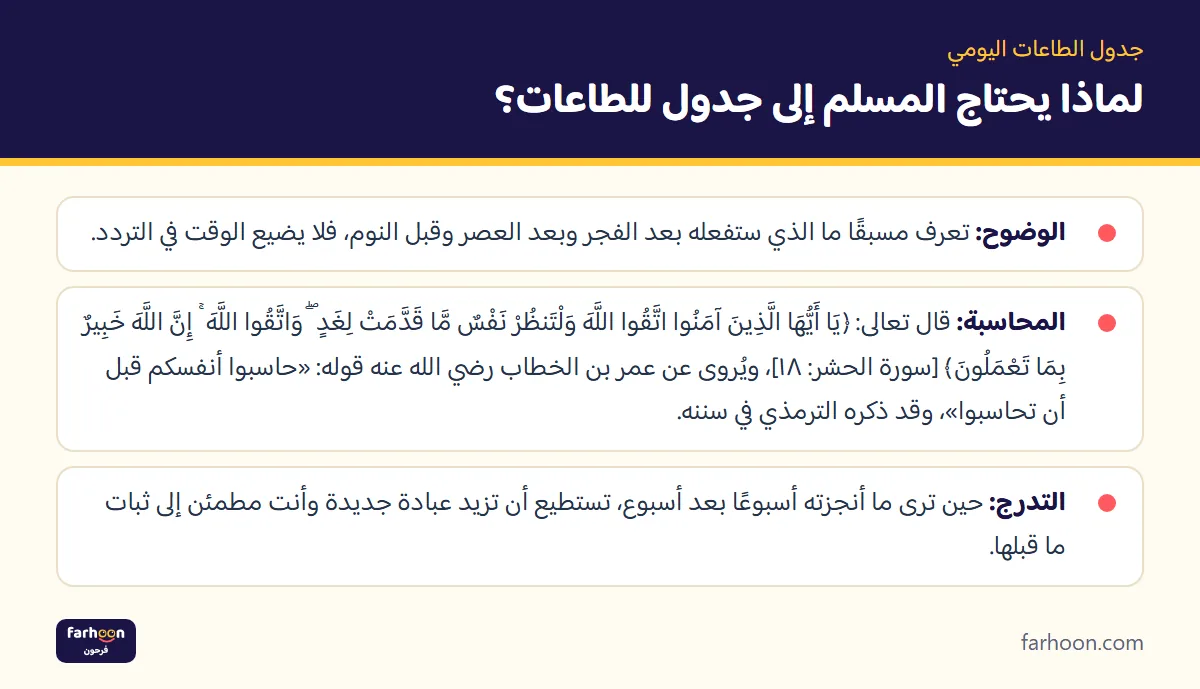 جدول الطاعات اليومي
لماذا يحتاج المسلم إلى جدول للطاعات؟
الوضوح: تعرف مسبقًا ما الذي ستفعله بعد الفجر وبعد العصر وقبل النوم، فلا يضيع الوقت في التردد.
المحاسبة: قال تعالى: ﴿يَا أَيُّهَا الَّذِينَ آمَنُوا اتَّقُوا اللَّهَ وَلْتَنظُرْ نَفْسٌ مَّا قَدَّمَتْ لِغَدٍ ۖ وَاتَّقُوا اللَّهَ ۚ إِنَّ اللَّهَ خَبِيرٌ
بِمَا تَعْمَلُونَ﴾ [سورة الحشر: ١٨]، ويُروى عن عمر بن الخطاب رضي الله عنه قوله: «حاسبوا أنفسكم قبل
أن تحاسبوا»، وقد ذكره الترمذي في سننه.
التدرج: حين ترى ما أنجزته أسبوعًا بعد أسبوع، تستطيع أن تزيد عبادة جديدة وأنت مطمئن إلى ثبات
ما قبلها.
farhoon.com
farhoon
فرحون